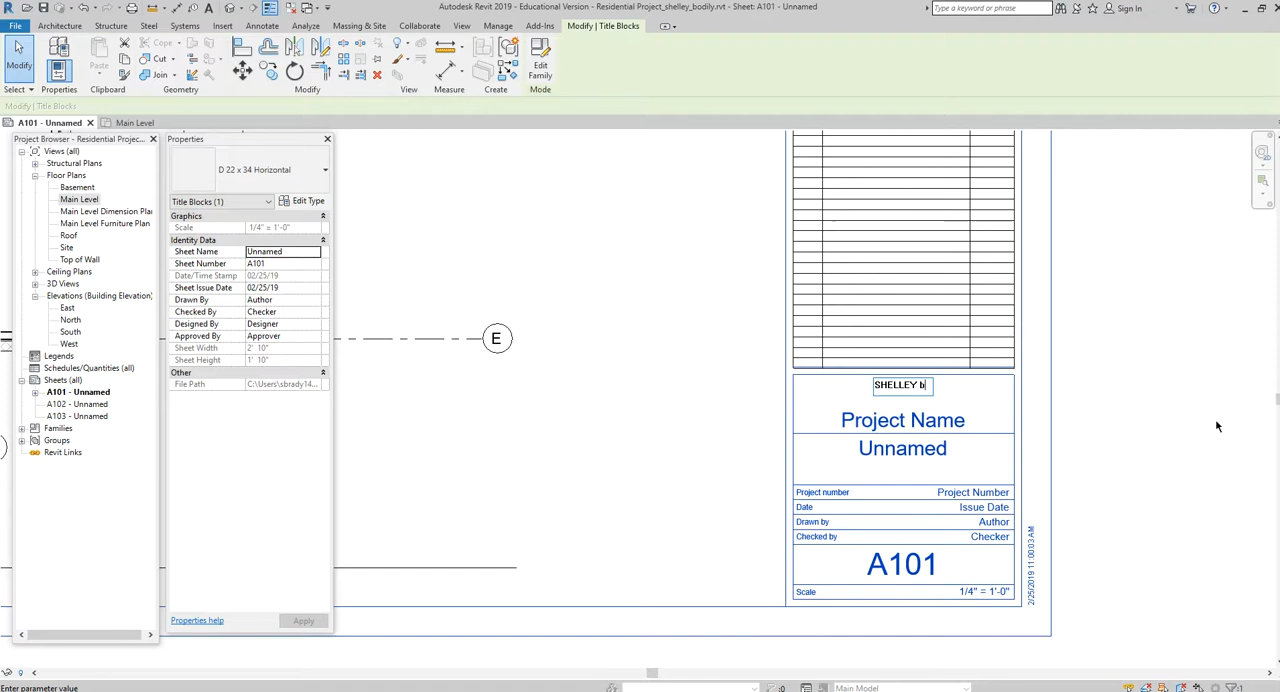 Autodesk Revit 2019 - Educational Version - Residential Project_shelley_bodily.rvt - Sheet: A101 - Unnamed
Type a keyword or phrase
Sign In
File Architecture Structure Steel Systems Insert Annotate Analyze Massing & Site Collaborate View Manage Add-Ins Modify | Title Blocks
Modify
Paste
Cope
Cut
Join
Edit
Family
Select Properties Clipboard Geometry Modify View Measure Create Mode
Modify | Title Blocks
A101 - Unnamed
Main Level
Project Browser - Residential Projec...
Views (all)
Structural Plans
Floor Plans
Basement
Main Level
Main Level Dimension Pla
Main Level Furniture Plan
Roof
Site
Top of Wall
Ceiling Plans
3D Views
Elevations (Building Elevation)
East
North
South
West
Legends
Schedules/Quantities (all)
Sheets (all)
A101 - Unnamed
A102 - Unnamed
A103 - Unnamed
Families
Groups
Revit Links
Properties
D 22 x 34 Horizontal
Title Blocks (1) Edit Type
Graphics
Scale 1/4" = 1'-0"
Identity Data
Sheet Name Unnamed
Sheet Number A101
Date/Time Stamp 02/25/19
Sheet Issue Date 02/25/19
Drawn By Author
Checked By Checker
Designed By Designer
Approved By Approver
Sheet Width 2' 10"
Sheet Height 1' 10"
Other
File Path C:\Users\sbrady14...
Properties help
Apply
E
SHELLEY b
Project Name
Unnamed
Project number Project Number
Date Issue Date
Drawn by Author
Checked by Checker
A101
Scale 1/4" = 1'-0"
2/25/2019 11:00:03 AM
Enter parameter value
:0
Main Model
:1